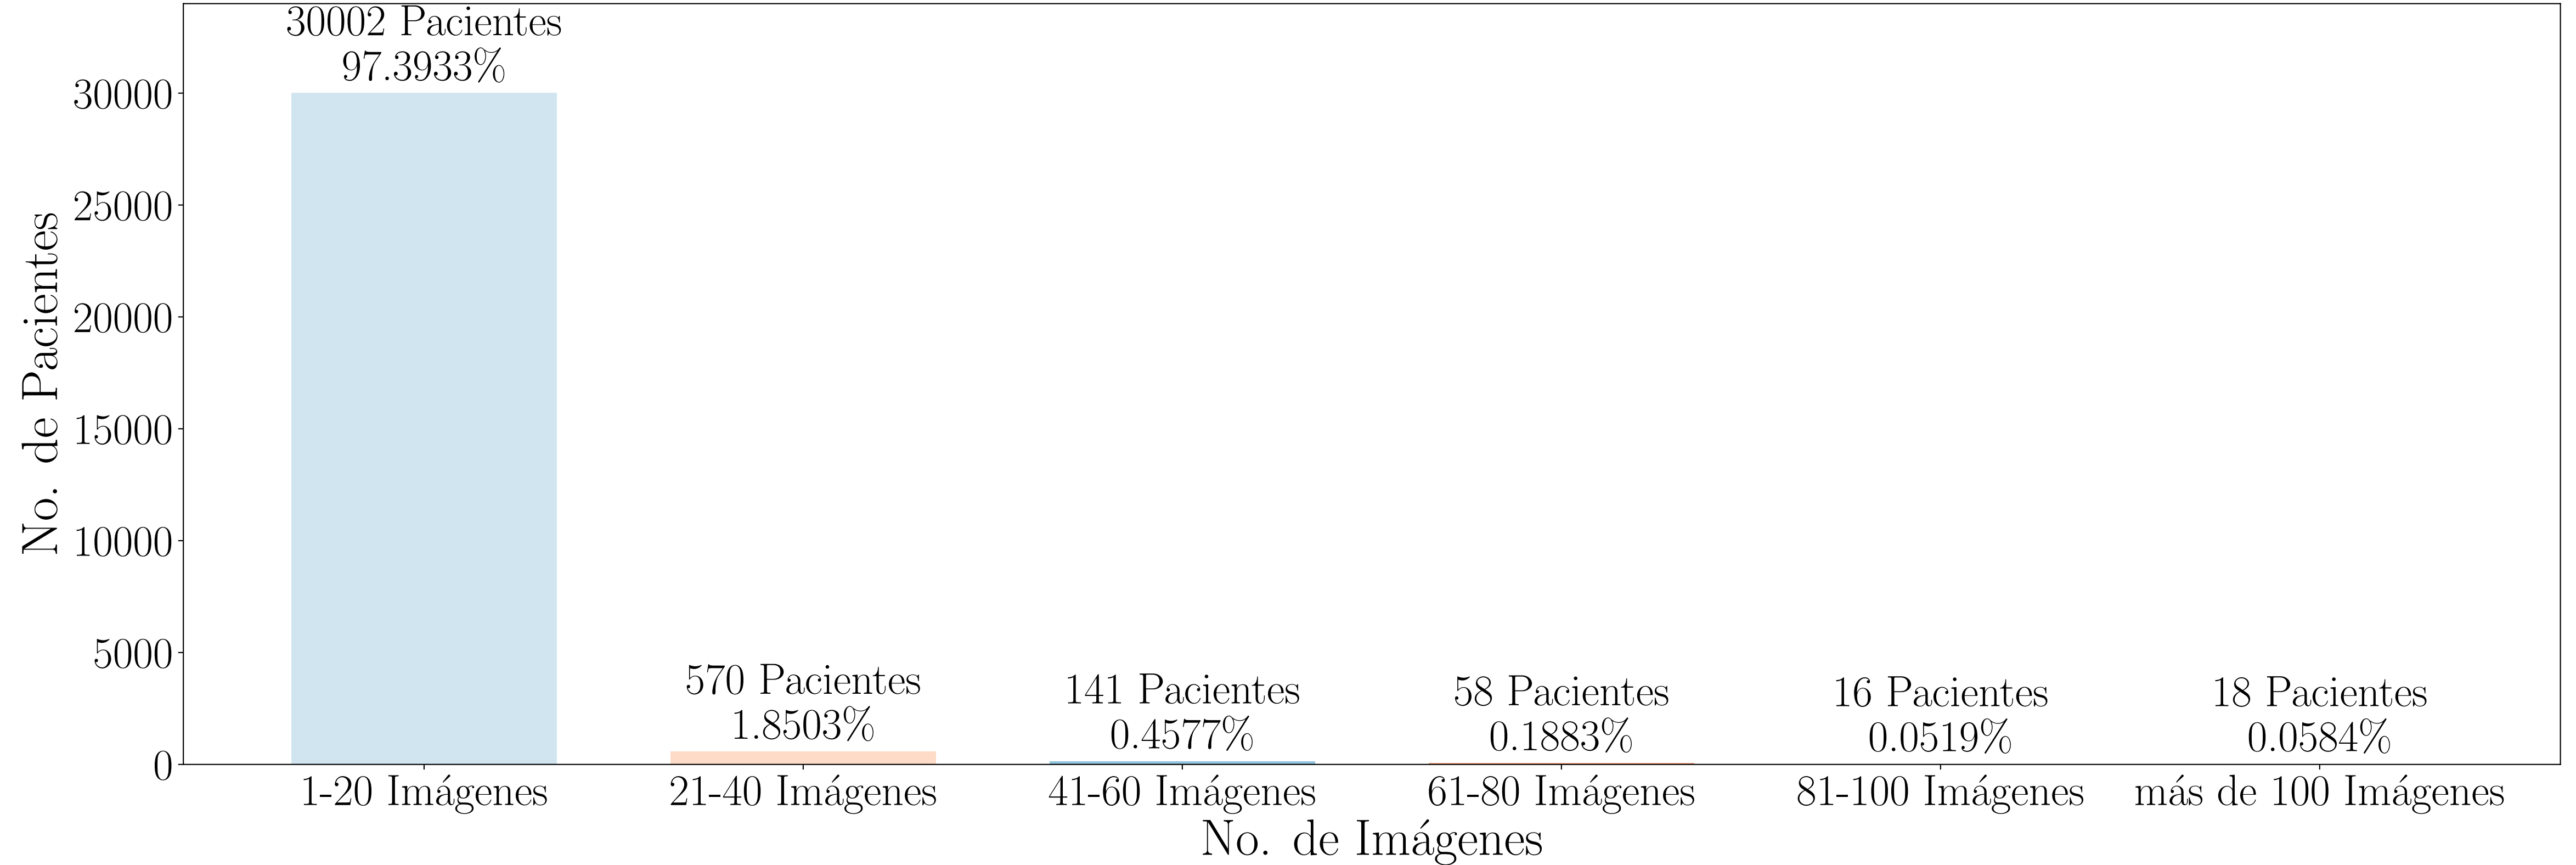 30002 Pacientes
97.3933%
30000
25000
20000
15000
10000
5000
0
No. de Pacientes
570 Pacientes
1.8503%
141 Pacientes
0.4577%
58 Pacientes
0.1883%
16 Pacientes
0.0519%
18 Pacientes
0.0584%
1-20 Imágenes
21-40 Imágenes
41-60 Imágenes
61-80 Imágenes
81-100 Imágenes
más de 100 Imágenes
No. de Imágenes